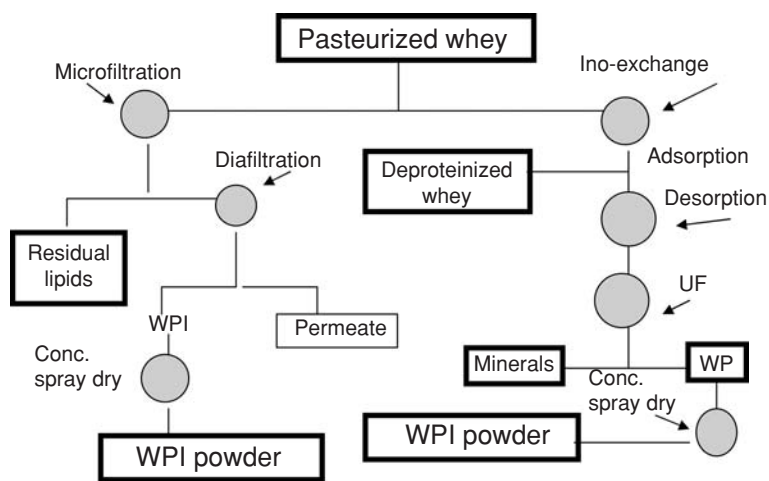 Pasteurized whey
Microfiltration
Ino-exchange
Adsorption
Diafiltration
Deproteinized
whey
Desorption
Residual
lipids
UF
WPI
Permeate
Conc.
spray dry
Minerals
WP
Conc.
spray dry
WPI powder
WPI powder